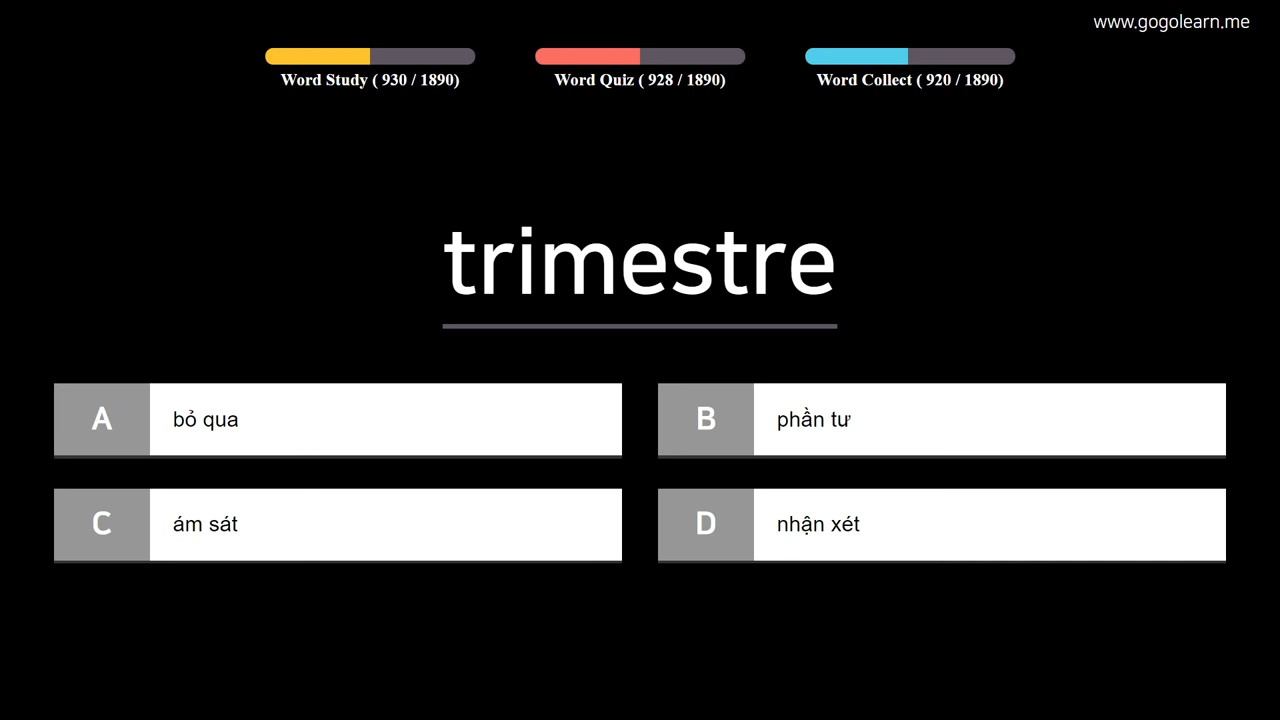 www.gogolearn.me
Word Study ( 930 / 1890)
Word Quiz ( 928 / 1890)
Word Collect ( 920 / 1890)
trimestre
A bỏ qua
B phần tư
C ám sát
D nhận xét